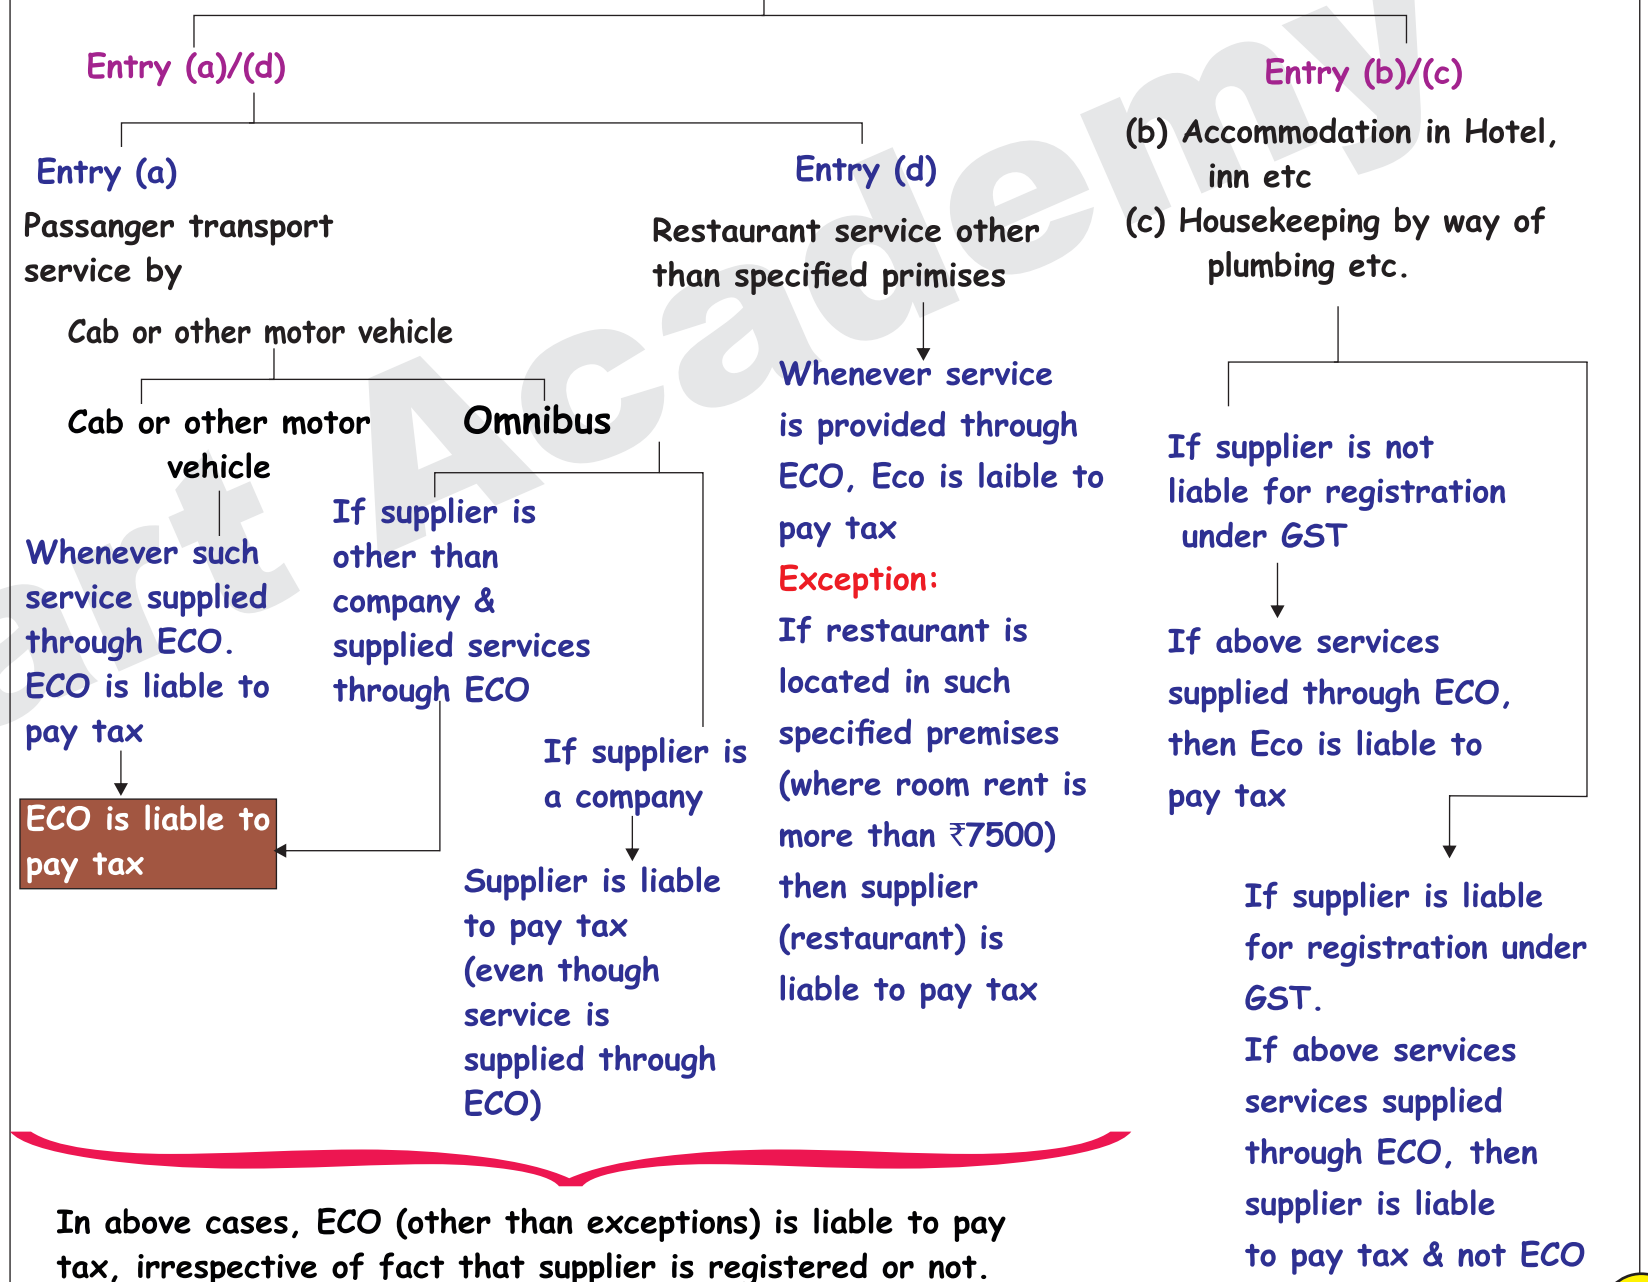 Entry (a)/(d)
Entry (a)
Passanger transport
service by
Cab or other motor vehicle
Cab or other motor
vehicle
Whenever such
service supplied
through ECO.
ECO is liable to
pay tax
ECO is liable to
pay tax
Omnibus
If supplier is
other than
company &
supplied services
through ECO
If supplier is
a company
Supplier is liable
to pay tax
(even though
service is
supplied through
ECO)
Entry (d)
Restaurant service other
than specified primises
Whenever service
is provided through
ECO, Eco is laible to
pay tax
Exception:
If restaurant is
located in such
specified premises
(where room rent is
more than ₹7500)
then supplier
(restaurant) is
liable to pay tax
In above cases, ECO (other than exceptions) is liable to pay
tax, irrespective of fact that supplier is registered or not.
Entry (b)/(c)
(b) Accommodation in Hotel,
inn etc
(c) Housekeeping by way of
plumbing etc.
If supplier is not
liable for registration
under GST
If above services
supplied through ECO,
then Eco is liable to
pay tax
If supplier is liable
for registration under
GST.
If above services
services supplied
through ECO, then
supplier is liable
to pay tax & not ECO
art Academy